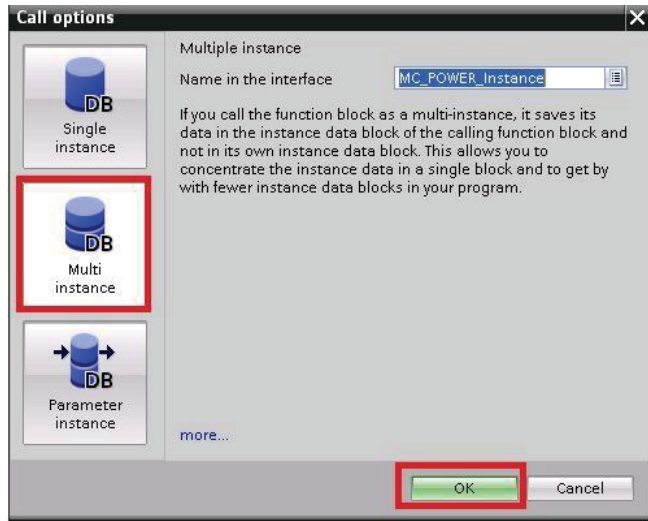 Call options
DB
Single
instance
DB
Multi
instance
DB
Parameter
instance
Multiple instance
Name in the interface MC_POWER_Instance
If you call the function block as a multi-instance, it saves its
data in the instance data block of the calling function block and
not in its own instance data block. This allows you to
concentrate the instance data in a single block and to get by
with fewer instance data blocks in your program.
more...
OK Cancel